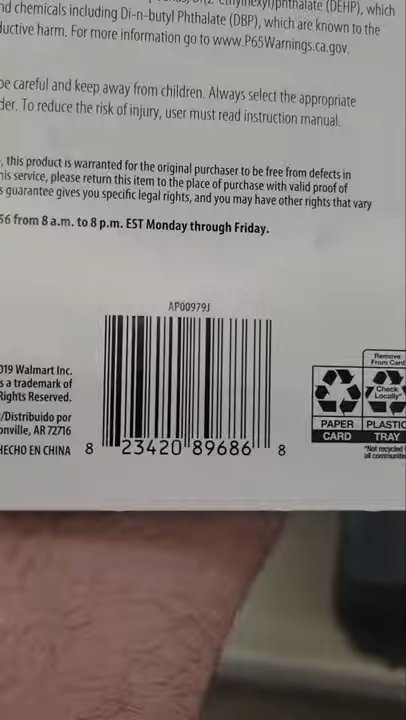 nd chemicals including Di-n-butyl Phthalate (DBP), which are known to the
ductive harm. For more information go to www.P65Warnings.ca.gov.
be careful and keep away from children. Always select the appropriate
der. To reduce the risk of injury, user must read instruction manual.
, this product is warranted for the original purchaser to be free from defects in
his service, please return this item to the place of purchase with valid proof of
s guarantee gives you specific legal rights, and you may have other rights that vary
56 from 8 a.m. to 8 p.m. EST Monday through Friday.
AP00979J
019 Walmart Inc.
s a trademark of
Rights Reserved.
/Distribuido por
onville, AR 72716
HECHO EN CHINA
8 23420 89686 8
Remove
From Card
Check
Locally*
PAPER PLASTIC
CARD TRAY
*Not recycled
all communitie